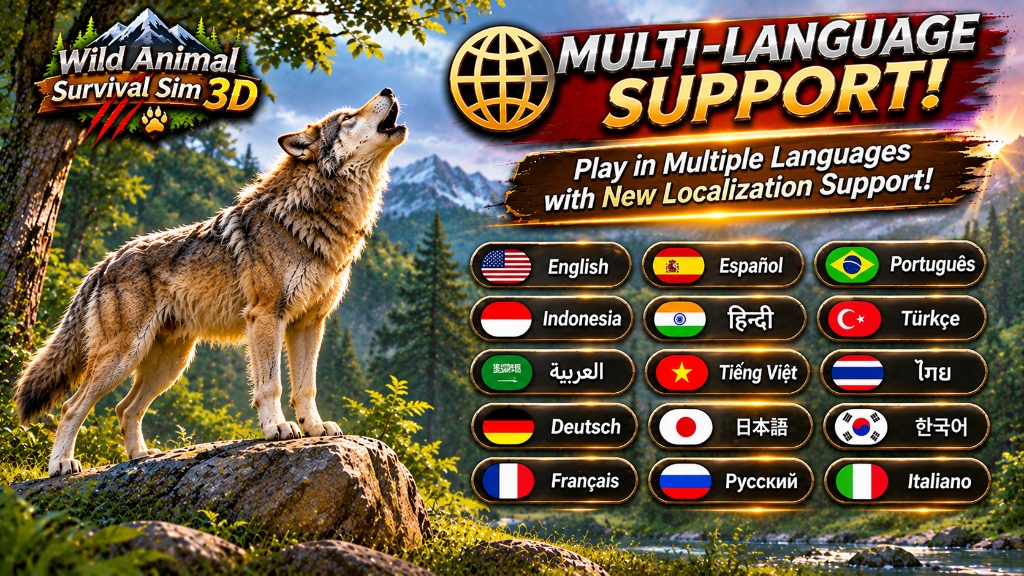 Wild Animal
Survival Sim 3D
MULTI-LANGUAGE
SUPPORT!
Play in Multiple Languages
with New Localization Support!
English
Español
Português
Indonesia
हिन्दी
Türkçe
العربية
Tiếng Việt
ไทย
Deutsch
日本語
한국어
Français
Русский
Italiano